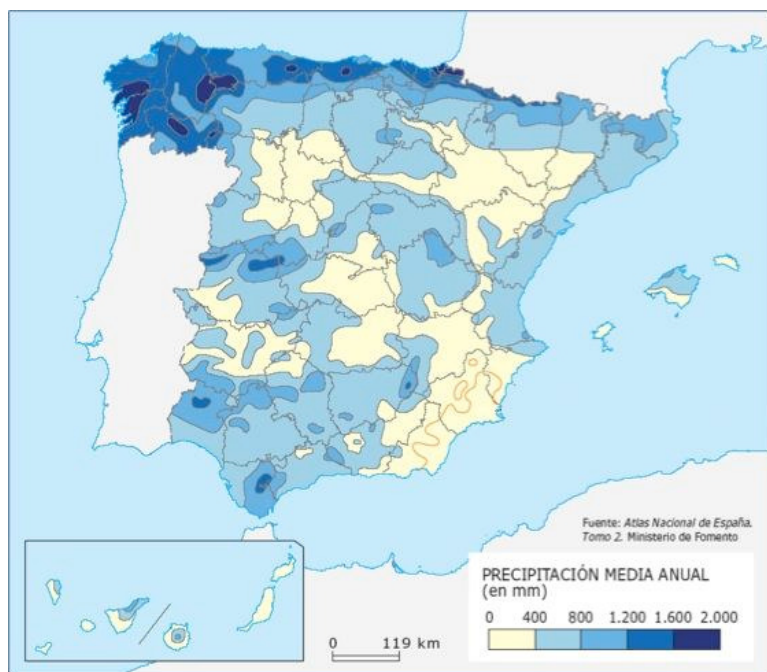 Fuente: Atlas Nacional de España.
Tomo 2. Ministerio de Fomento
PRECIPITACIÓN MEDIA ANUAL
(en mm)
0 400 800 1.200 1.600 2.000
0 119 km